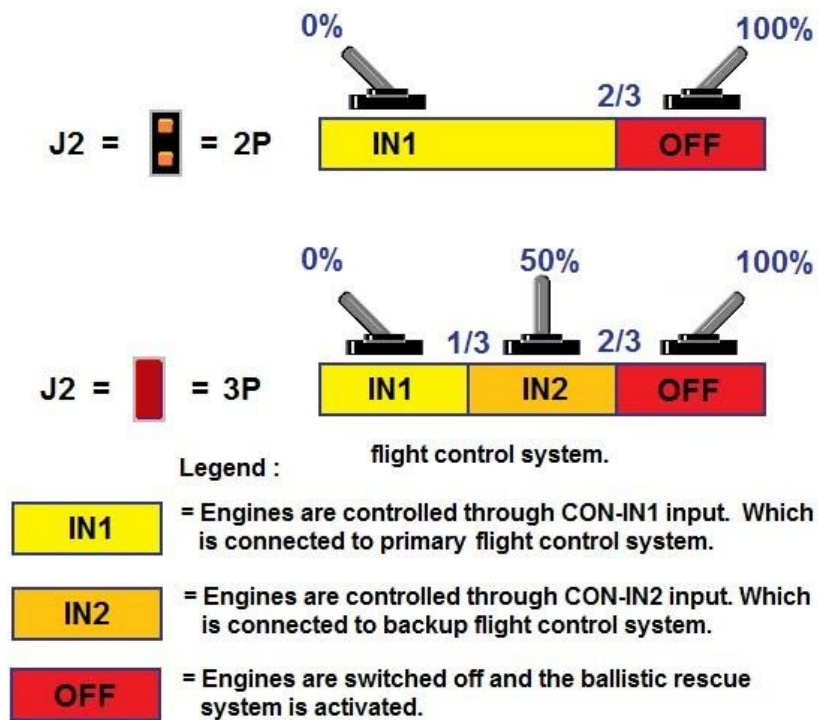 0% 100%
2/3
J2 = = 2P IN1 OFF
0% 50% 100%
1/3 2/3
J2 = = 3P IN1 IN2 OFF
flight control system.
Legend :
IN1 = Engines are controlled through CON-IN1 input. Which
is connected to primary flight control system.
IN2 = Engines are controlled through CON-IN2 input. Which
is connected to backup flight control system.
OFF = Engines are switched off and the ballistic rescue
system is activated.